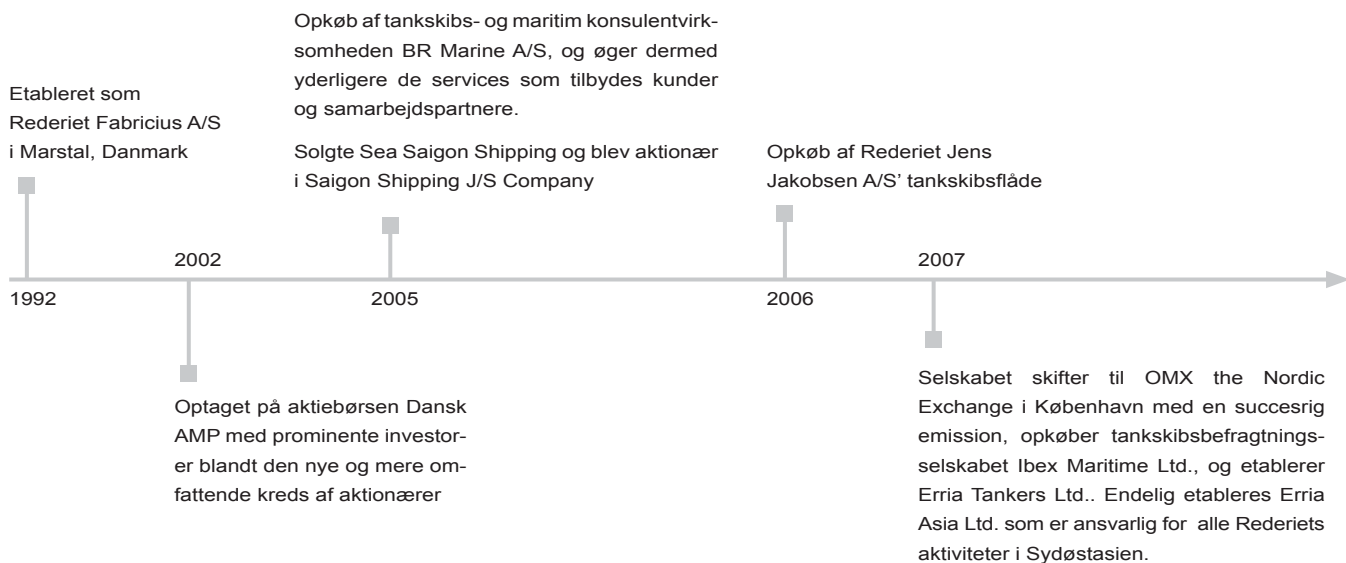 Opkøb af tankskibs- og maritim konsulentvirk-
somheden BR Marine A/S, og øger dermed
yderligere de services som tilbydes kunder
og samarbejdspartnere.
Etableret som
Rederiet Fabricius A/S
i Marstal, Danmark
Solgte Sea Saigon Shipping og blev aktionær
i Saigon Shipping J/S Company
Opkøb af Rederiet Jens
Jakobsen A/S’ tankskibsflåde
2002
2007
1992
2005
2006
Optaget på aktiebørsen Dansk
AMP med prominente investor-
er blandt den nye og mere om-
fattende kreds af aktionærer
Selskabet skifter til OMX the Nordic
Exchange i København med en succesrig
emission, opkøber tankskibsbefragtnings-
selskabet Ibex Maritime Ltd., og etablerer
Erria Tankers Ltd.. Endelig etableres Erria
Asia Ltd. som er ansvarlig for alle Rederiets
aktiviteter i Sydøstasien.